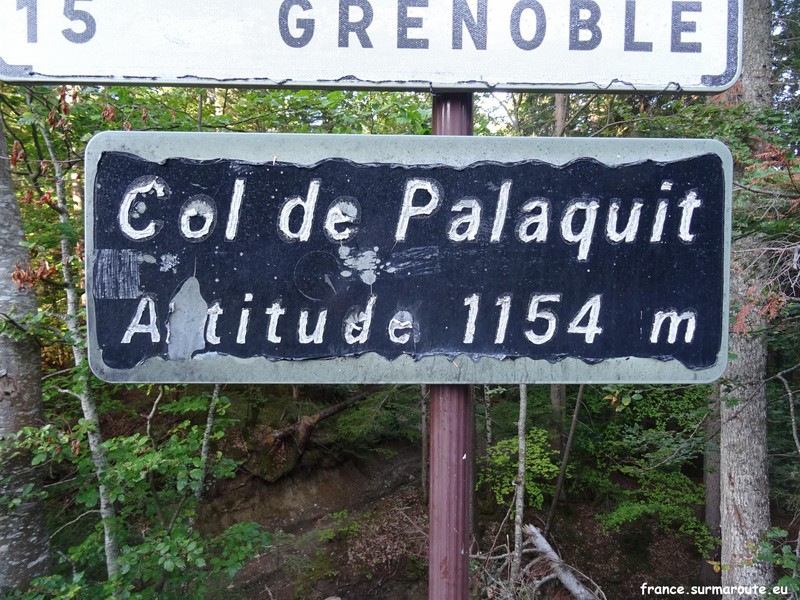 15 GRENOBLE
Col de Palaquit
Altitude 1154 m
france.surmaroute.eu